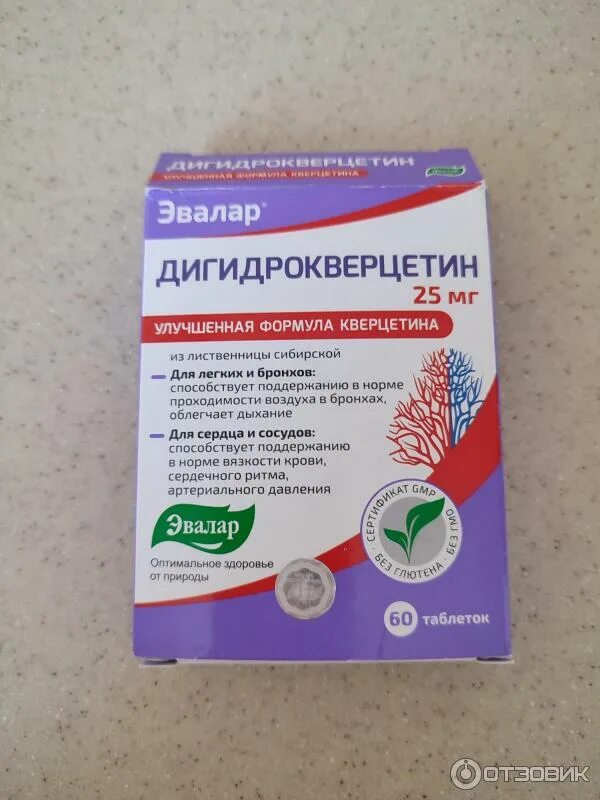 ДИГИДРОКВЕРЦЕТИН
УЛУЧШЕННАЯ ФОРМУЛА КВЕРЦЕТИНА
Эвалар
Эвалар®
ДИГИДРОКВЕРЦЕТИН
25 мг
УЛУЧШЕННАЯ ФОРМУЛА КВЕРЦЕТИНА
из лиственницы сибирской
Для легких и бронхов:
способствует поддержанию в норме
проходимости воздуха в бронхах,
облегчает дыхание
Для сердца и сосудов:
способствует поддержанию
в норме вязкости крови,
сердечного ритма,
артериального давления
СЕРТИФИКАТ GMP
БЕЗ ГЛЮТЕНА • БЕЗ ГМО
Эвалар
Оптимальное здоровье
от природы
60 таблеток
ОТЗОВИК